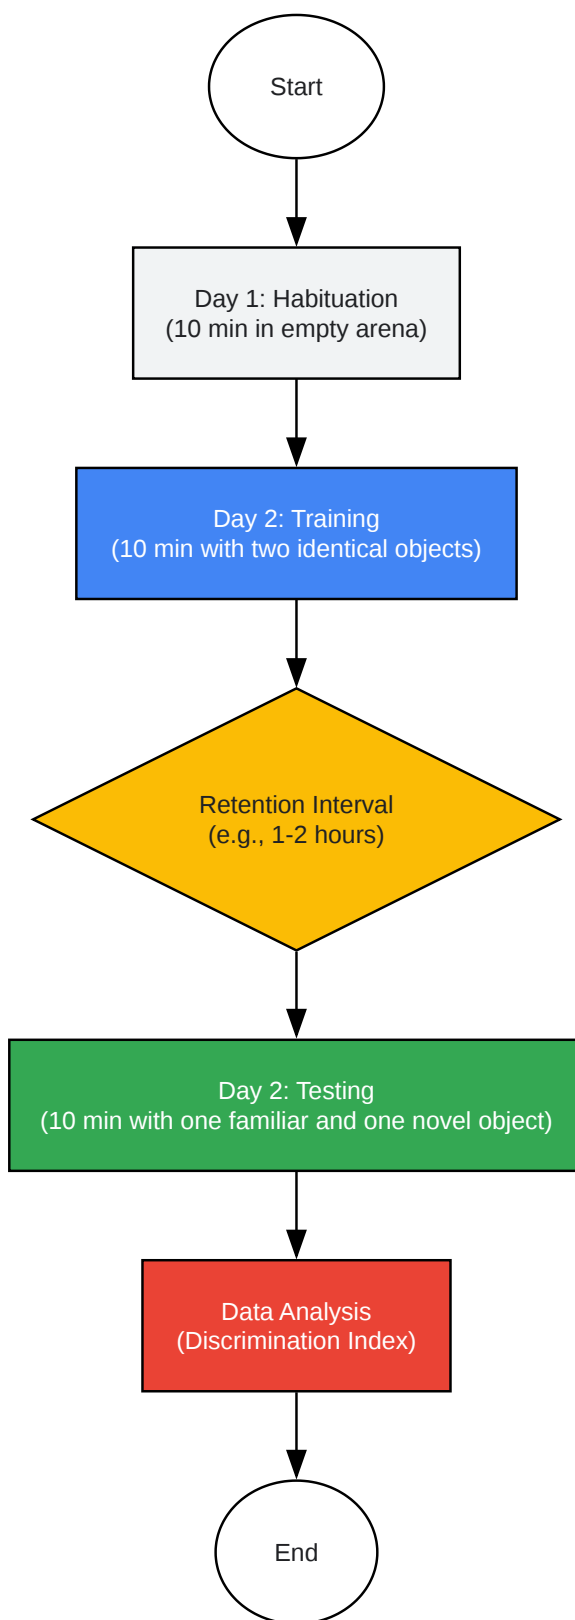 Start
Day 1: Habituation
(10 min in empty arena)
Day 2: Training
(10 min with two identical objects)
Retention Interval
(e.g., 1-2 hours)
Day 2: Testing
(10 min with one familiar and one novel object)
Data Analysis
(Discrimination Index)
End